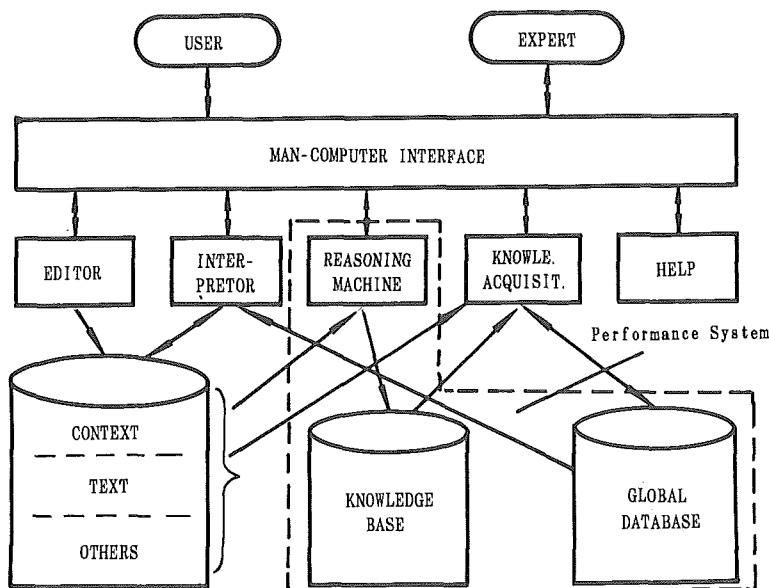 USER
EXPERT
MAN-COMPUTER INTERFACE
EDITOR
INTER-
PRETOR
REASONING
MACHINE
KNOWLE.
ACQUISIT.
HELP
Performance System
CONTEXT
TEXT
OTHERS
KNOWLEDGE
BASE
GLOBAL
DATABASE